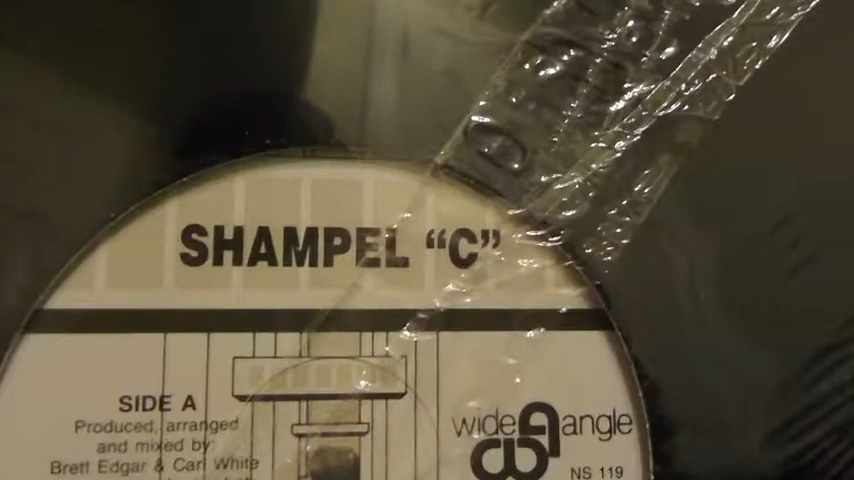 SHAMPEL “C”
SIDE A
Produced, arranged
and mixed by:
Brett Edgar & Carl White
wide angle
NS 119